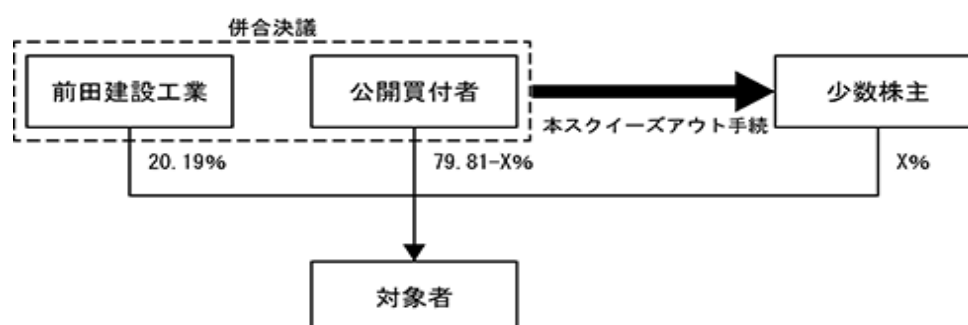 併合決議
前田建設工業
公開買付者
少数株主
本スクイーズアウト手続
20.19%
79.81-X%
X%
対象者